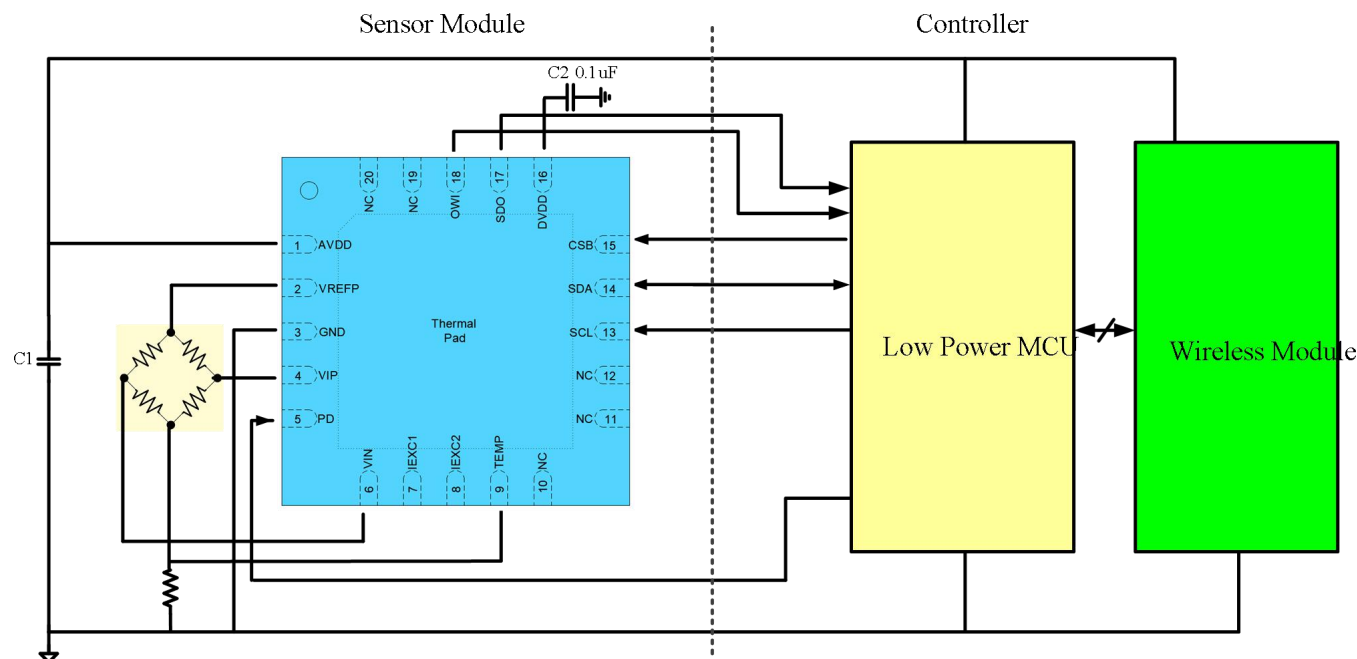 Sensor Module
Controller
C2 0.1uF
20
19
18
17
16
NC
NC
OWI
SDO
DVDD
1 AVDD
CSB 15
2 VREFP
SDA 14
Thermal
Pad
3 GND
SCL 13
Low Power MCU
Wireless Module
C1
4 VIP
NC 12
5 PD
NC 11
VIN
IEXC1
IEXC2
TEMP
NC
6
7
8
9
10